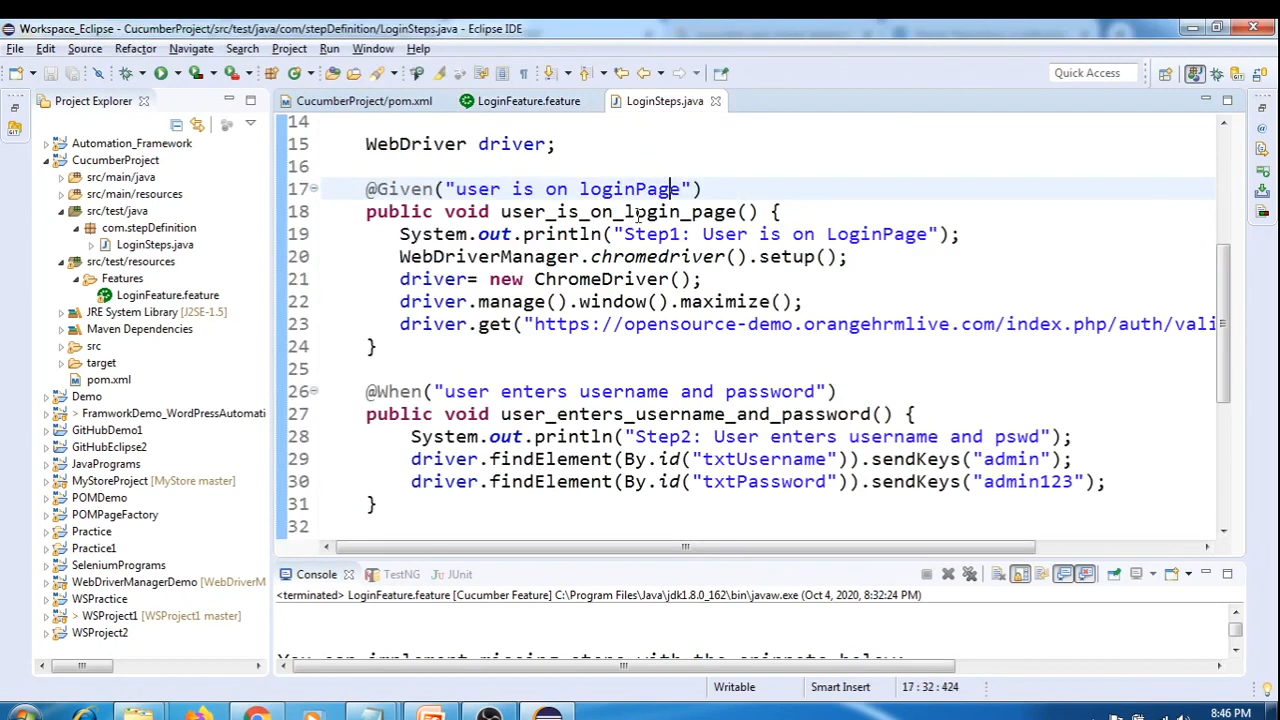 Workspace_Eclipse - CucumberProject/src/test/java/com/stepDefinition/LoginSteps.java - Eclipse IDE
File Edit Source Refactor Navigate Search Project Run Window Help
Quick Access
Project Explorer
CucumberProject/pom.xml LoginFeature.feature LoginSteps.java
Automation_Framework
CucumberProject
src/main/java
src/main/resources
src/test/java
com.stepDefinition
LoginSteps.java
src/test/resources
Features
LoginFeature.feature
JRE System Library [J2SE-1.5]
Maven Dependencies
src
target
pom.xml
Demo
> FramworkDemo_WordPressAutomati
GitHubDemo1
GitHubEclipse2
JavaPrograms
MyStoreProject [MyStore master]
POMDemo
POMPageFactory
Practice
Practice1
SeleniumPrograms
WebDriverManagerDemo [WebDriverM
WSPractice
> WSProject1 [WSProject1 master]
WSProject2
14
15 WebDriver driver;
16
17 @Given("user is on loginPage")
18 public void user_is_on_login_page() {
19 System.out.println("Step1: User is on LoginPage");
20 WebDriverManager.chromedriver().setup();
21 driver= new ChromeDriver();
22 driver.manage().window().maximize();
23 driver.get("https://opensource-demo.orangehrmlive.com/index.php/auth/vali
24 }
25
26 @When("user enters username and password")
27 public void user_enters_username_and_password() {
28 System.out.println("Step2: User enters username and pswd");
29 driver.findElement(By.id("txtUsername")).sendKeys("admin");
30 driver.findElement(By.id("txtPassword")).sendKeys("admin123");
31 }
32
Console TestNG JUnit
<terminated> LoginFeature.feature [Cucumber Feature] C:\Program Files\Java\jdk1.8.0_162\bin\javaw.exe (Oct 4, 2020, 8:32:24 PM)
You can implement missing steps with the snippets below:
Writable Smart Insert 17 : 32 : 424
8:46 PM